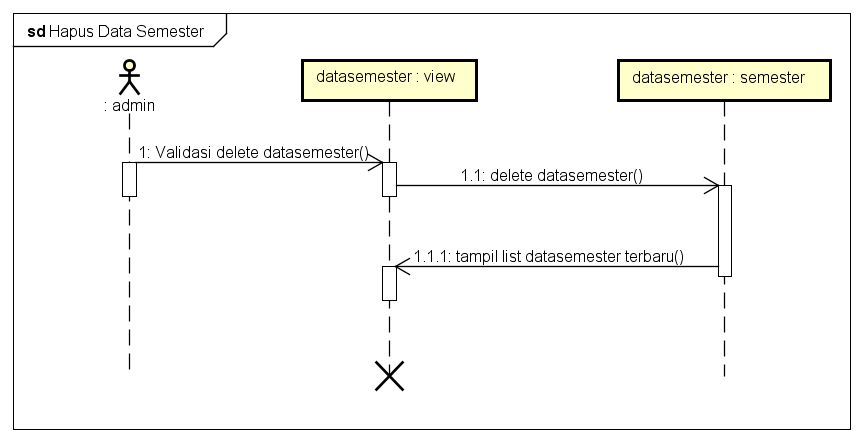 sd Hapus Data Semester
: admin
datasemester : view
datasemester : semester
1: Validasi delete datasemester()
1.1: delete datasemester()
1.1.1: tampil list datasemester terbaru()